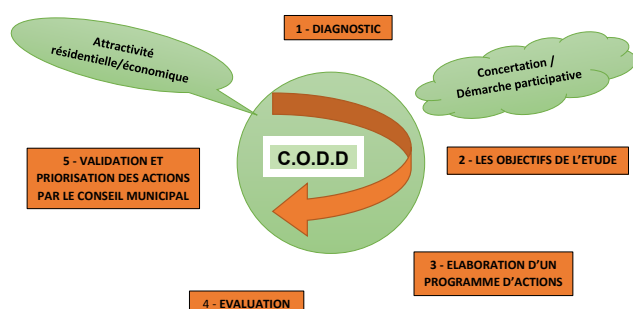 1 - DIAGNOSTIC
Attractivité
résidentielle/économique
Concertation /
Démarche participative
C.O.D.D
2 - LES OBJECTIFS DE L'ETUDE
5 - VALIDATION ET
PRIORISATION DES ACTIONS
PAR LE CONSEIL MUNICIPAL
3 - ELABORATION D'UN
PROGRAMME D'ACTIONS
4 - EVALUATION